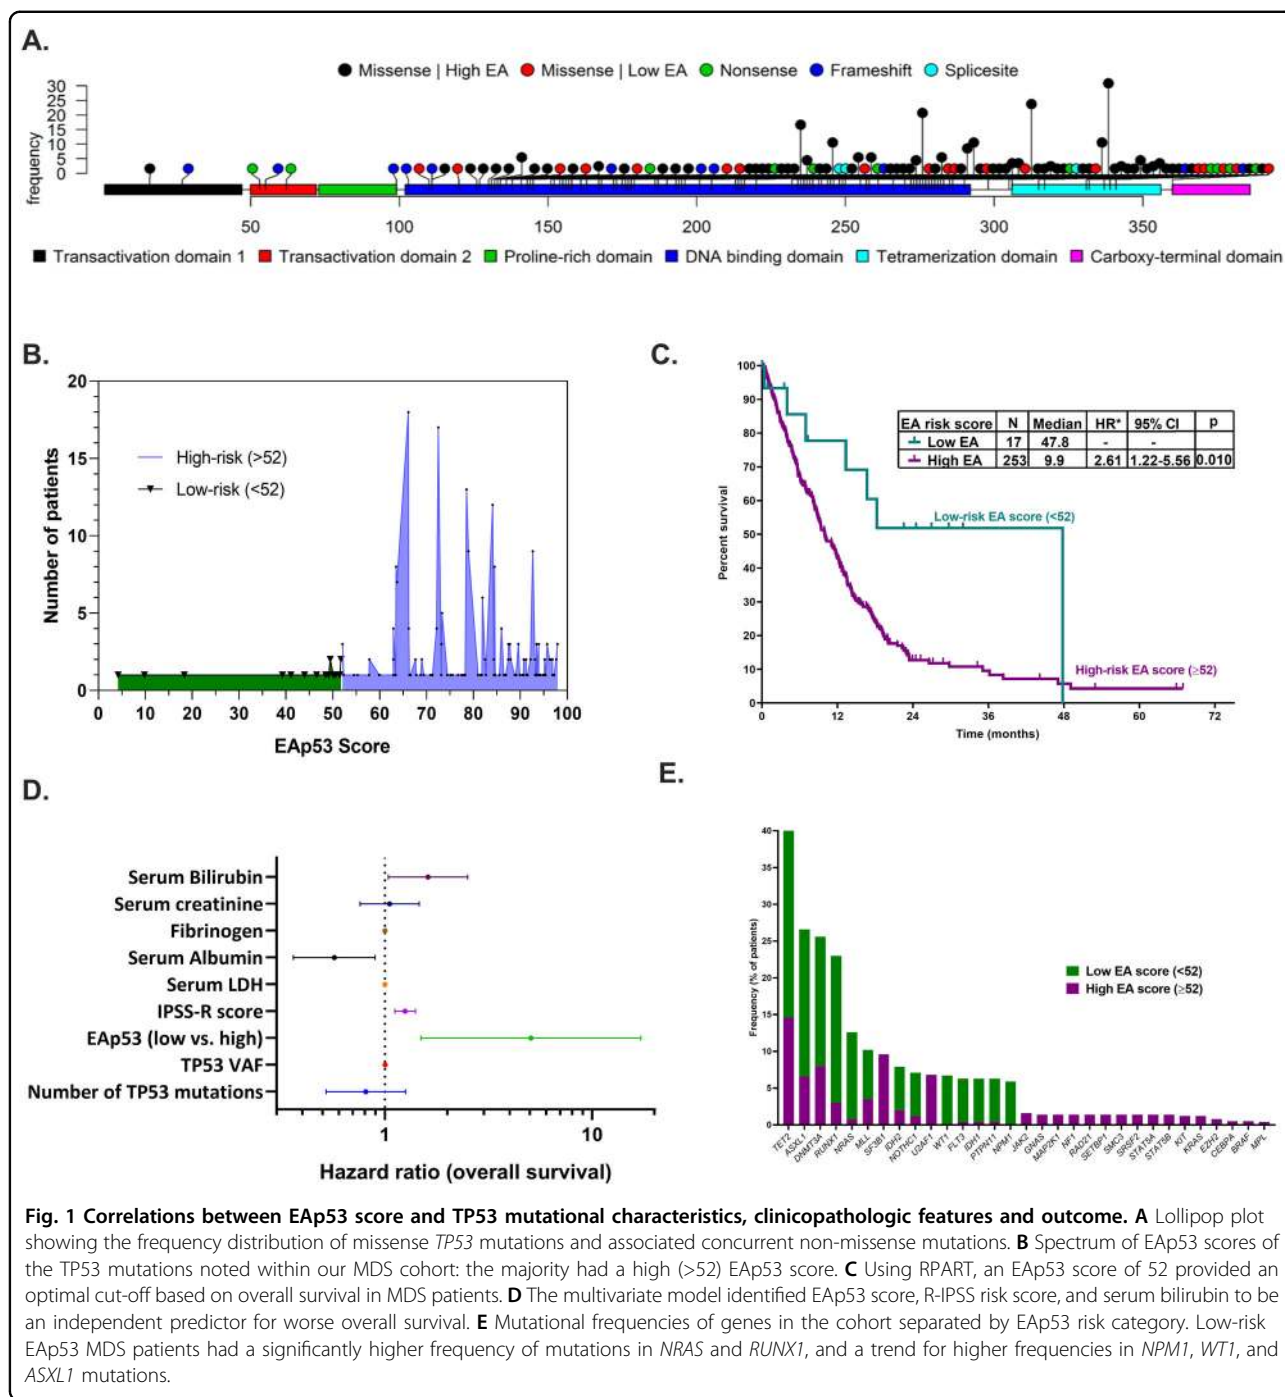 A.
Missense | High EA Missense | Low EA Nonsense Frameshift Splicesite
frequency
30
25
20
15
10
5
0
50 100 150 200 250 300 350
Transactivation domain 1 Transactivation domain 2 Proline-rich domain DNA binding domain Tetramerization domain Carboxy-terminal domain
B.
Number of patients
20
15
10
5
0
High-risk (>52)
Low-risk (<52)
0 10 20 30 40 50 60 70 80 90 100
EAp53 Score
C.
Percent survival
100
90
80
70
60
50
40
30
20
10
0
EA risk score N Median HR* 95% CI p
Low EA 17 47.8 - -
High EA 253 9.9 2.61 1.22-5.56 0.010
Low-risk EA score (<52)
High-risk EA score (≥52)
0 12 24 36 48 60 72
Time (months)
D.
Serum Bilirubin
Serum creatinine
Fibrinogen
Serum Albumin
Serum LDH
IPSS-R score
EAp53 (low vs. high)
TP53 VAF
Number of TP53 mutations
1 10
Hazard ratio (overall survival)
E.
Frequency (% of patients)
40
35
30
25
20
15
10
5
0
Low EA score (<52)
High EA score (≥52)
TET2 ASXL1 DNMT3A RUNX1 NRAS MLL SF3B1 IDH2 NOTHC1 U2AF1 WT1 FLT3 IDH1 PTPN11 NPM1 JAK2 GNAS MAP2K1 NF1 RAD21 SETBP1 SMC3 SRSF2 STAT5A STAT5B KIT KRAS EZH2 CEBPA BRAF MPL
Fig. 1 Correlations between EAp53 score and TP53 mutational characteristics, clinicopathologic features and outcome. A Lollipop plot
showing the frequency distribution of missense TP53 mutations and associated concurrent non-missense mutations. B Spectrum of EAp53 scores of
the TP53 mutations noted within our MDS cohort: the majority had a high (>52) EAp53 score. C Using RPART, an EAp53 score of 52 provided an
optimal cut-off based on overall survival in MDS patients. D The multivariate model identified EAp53 score, R-IPSS risk score, and serum bilirubin to be
an independent predictor for worse overall survival. E Mutational frequencies of genes in the cohort separated by EAp53 risk category. Low-risk
EAp53 MDS patients had a significantly higher frequency of mutations in NRAS and RUNX1, and a trend for higher frequencies in NPM1, WT1, and
ASXL1 mutations.